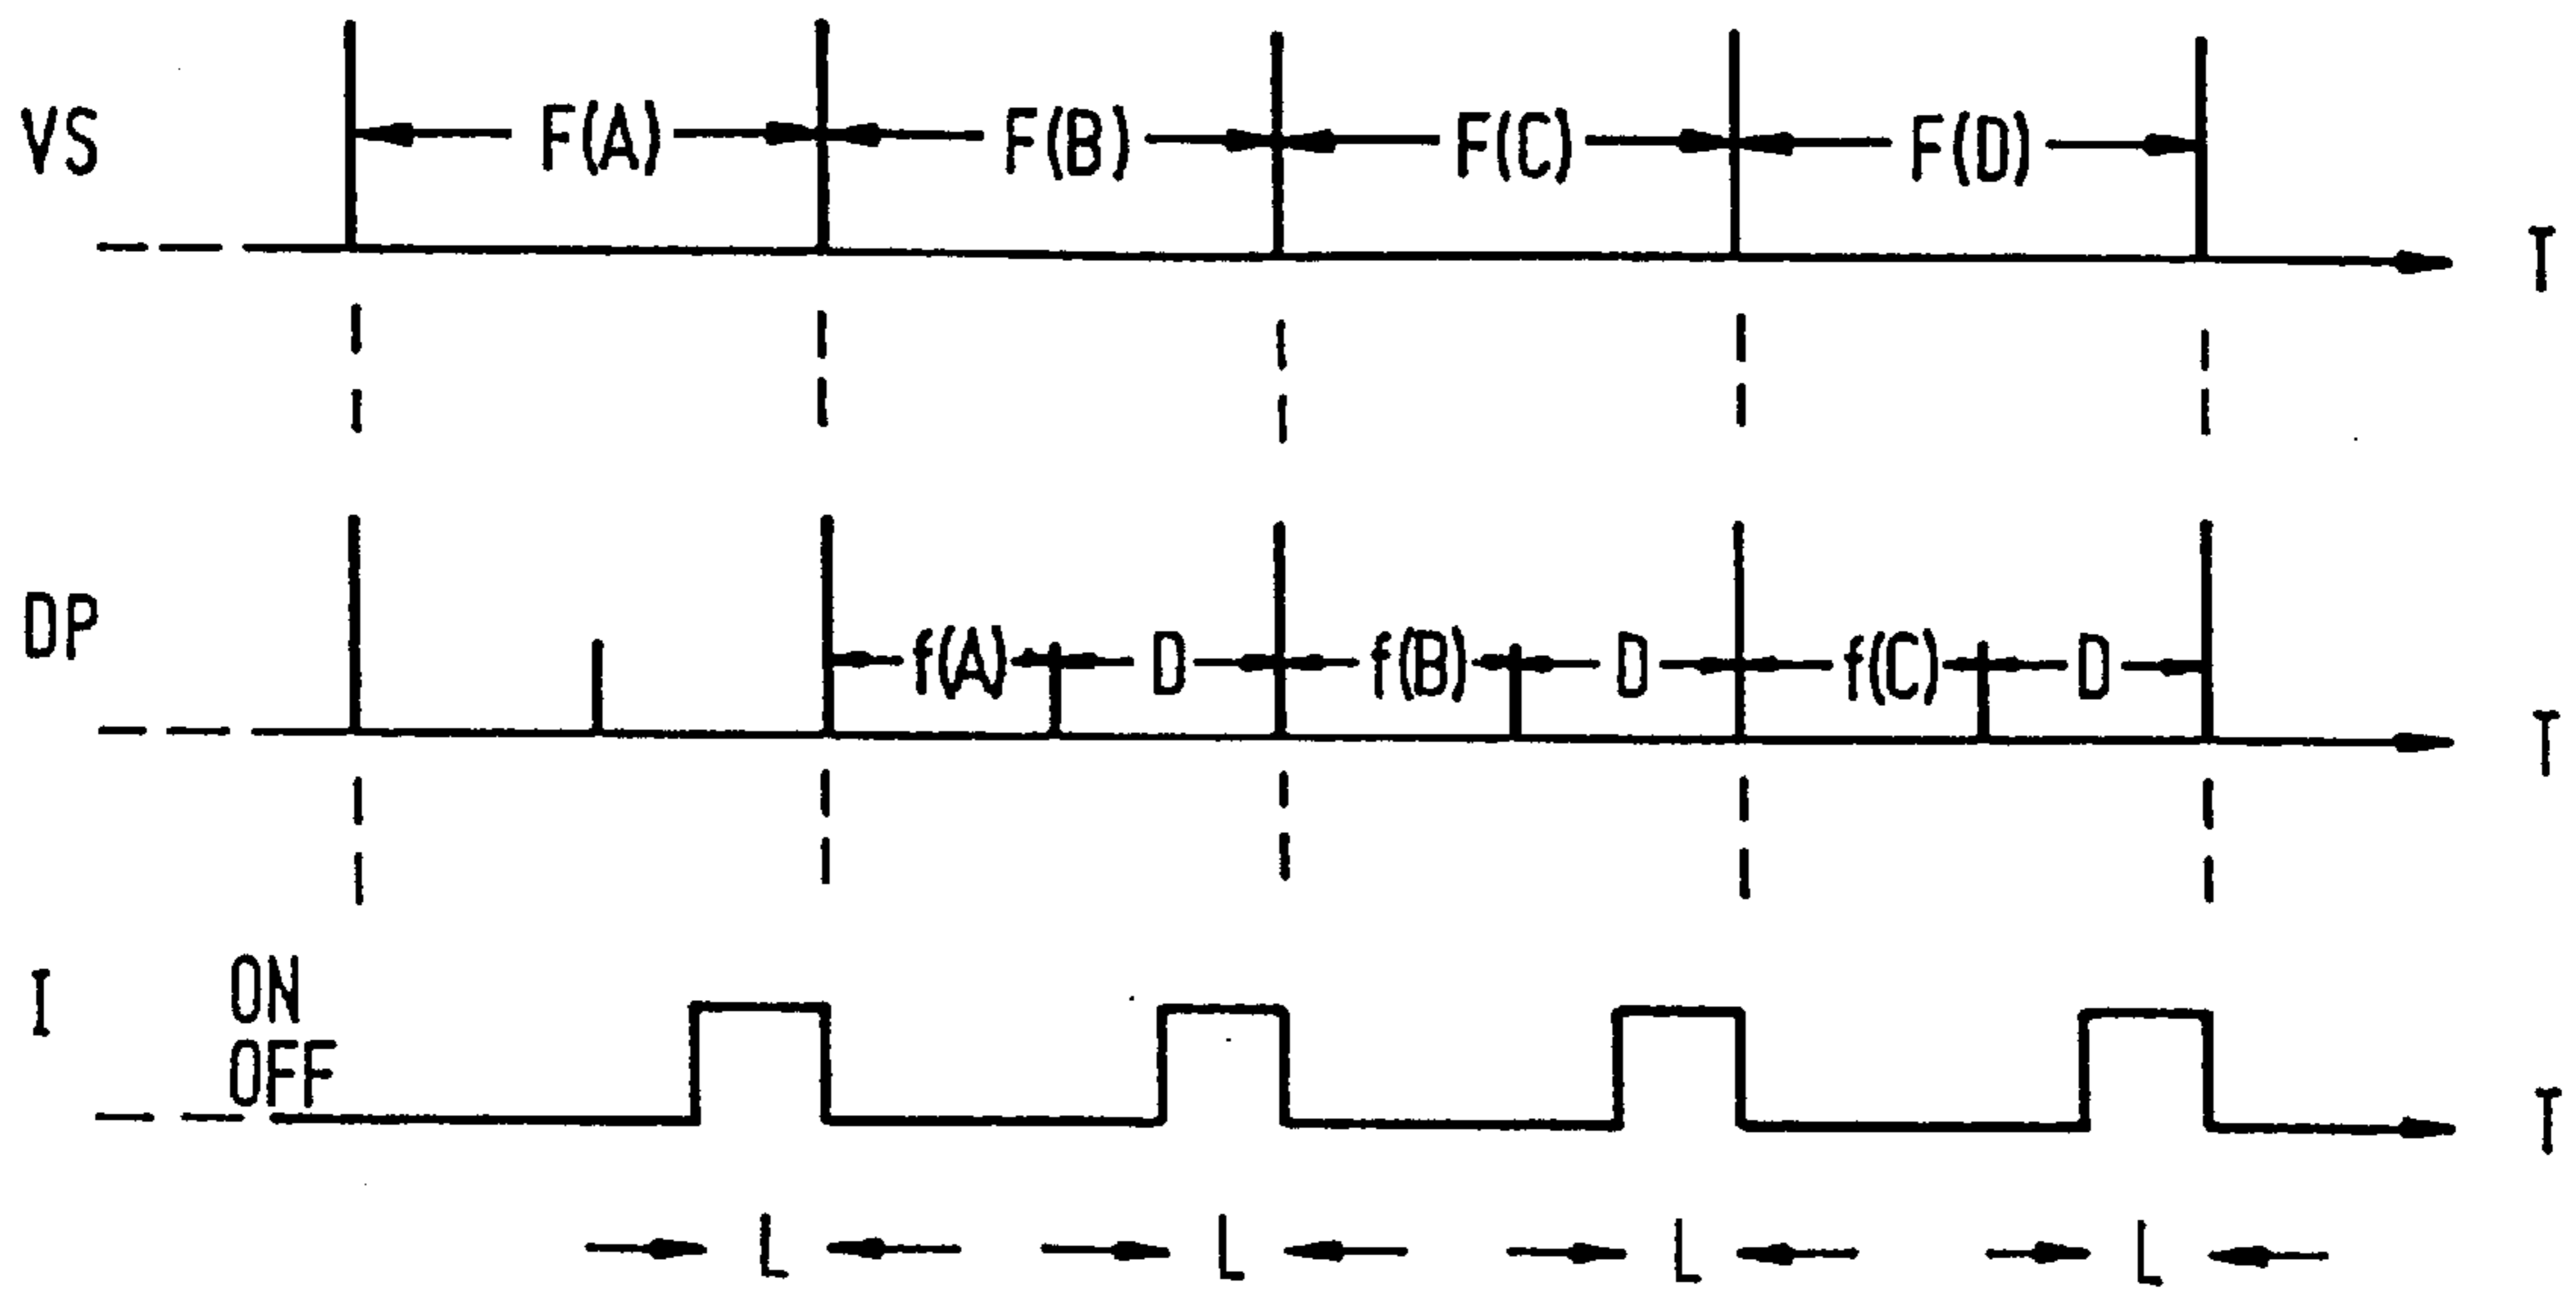 VS F(A) F(B) F(C) F(D)
T
DP f(A) D f(B) D f(C) D
T
I ON
OFF
T
L L L L